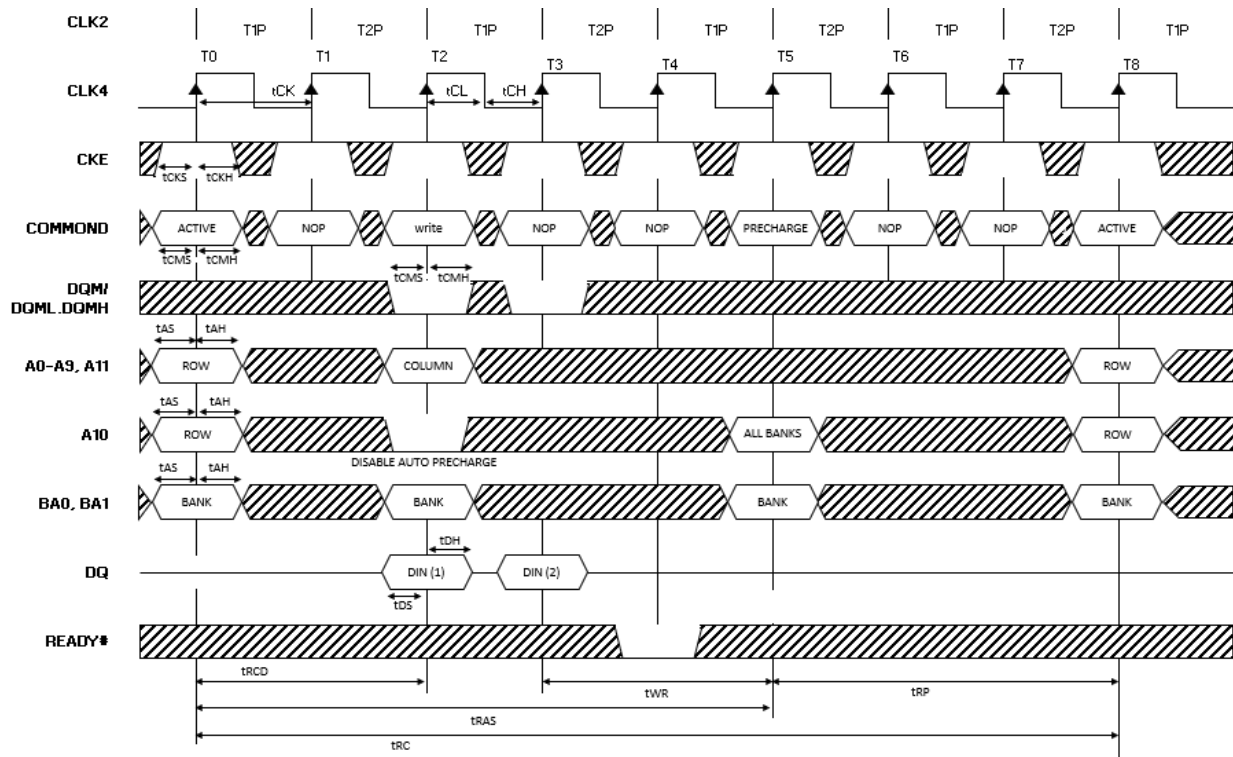 CLK2 T1P T2P T1P T2P T1P T2P T1P T2P T1P
T0 T1 T2 T3 T4 T5 T6 T7 T8
CLK4 tCK tCL tCH
CKE
tCKS tCKH
COMMOND ACTIVE NOP write NOP NOP PRECHARGE NOP NOP ACTIVE
tCMS tCMH tCMS tCMH
DQM/
DQML.DQMH
tAS tAH
A0-A9, A11 ROW COLUMN ROW
tAS tAH
A10 ROW ALL BANKS ROW
DISABLE AUTO PRECHARGE
tAS tAH
BA0, BA1 BANK BANK BANK BANK
tDH
DQ DIN (1) DIN (2)
tDS
READY#
tRCD
tWR tRP
tRAS
tRC